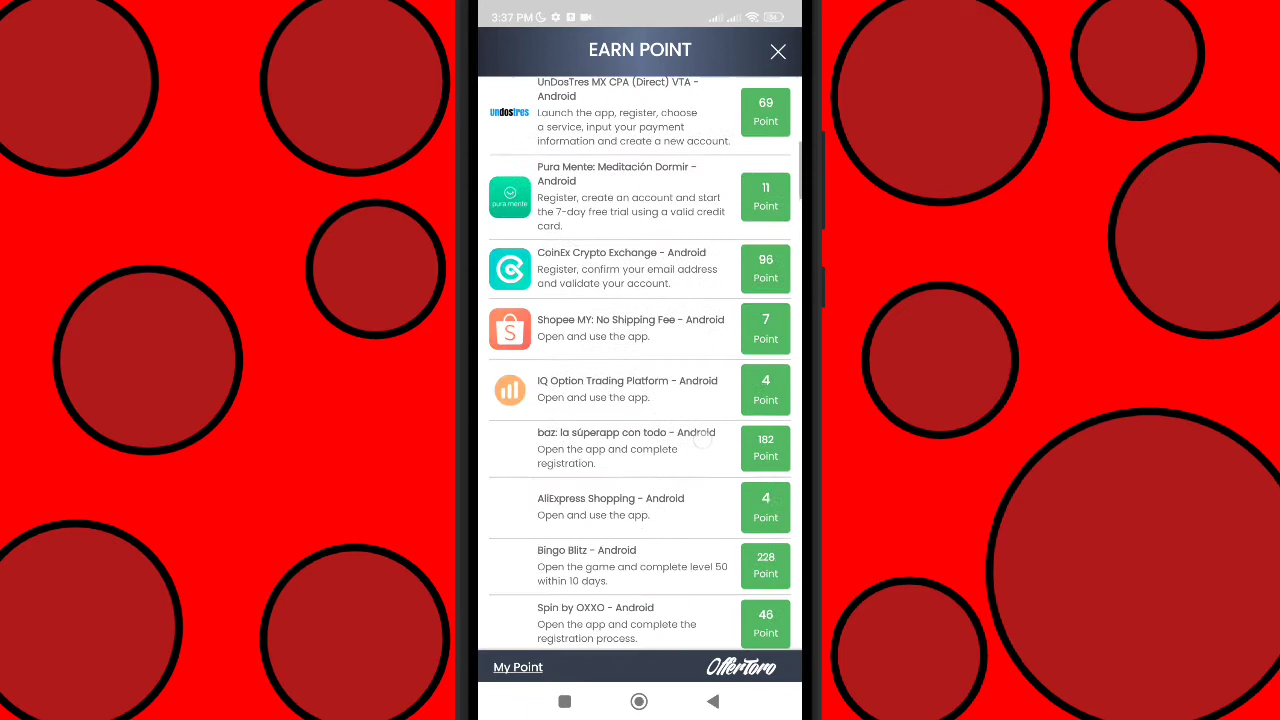 3:37 PM
EARN POINT
UnDosTres MX CPA (Direct) VTA -
Android
Launch the app, register, choose
a service, input your payment
information and create a new account.
undostres
69
Point
Pura Mente: Meditación Dormir -
Android
Register, create an account and start
the 7-day free trial using a valid credit
card.
pura mente
11
Point
CoinEx Crypto Exchange - Android
Register, confirm your email address
and validate your account.
96
Point
Shopee MY: No Shipping Fee - Android
Open and use the app.
S
7
Point
IQ Option Trading Platform - Android
Open and use the app.
4
Point
baz: la súperapp con todo - Android
Open the app and complete
registration.
182
Point
AliExpress Shopping - Android
Open and use the app.
4
Point
Bingo Blitz - Android
Open the game and complete level 50
within 10 days.
228
Point
Spin by OXXO - Android
Open the app and complete the
registration process.
46
Point
My Point
OfferToro